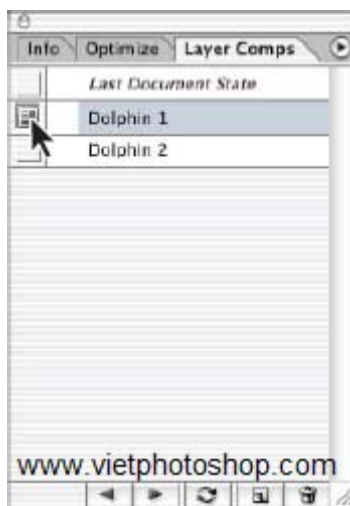 Info Optimize Layer Comps
Last Document State
Dolphin 1
Dolphin 2
www.vietphotoshop.com